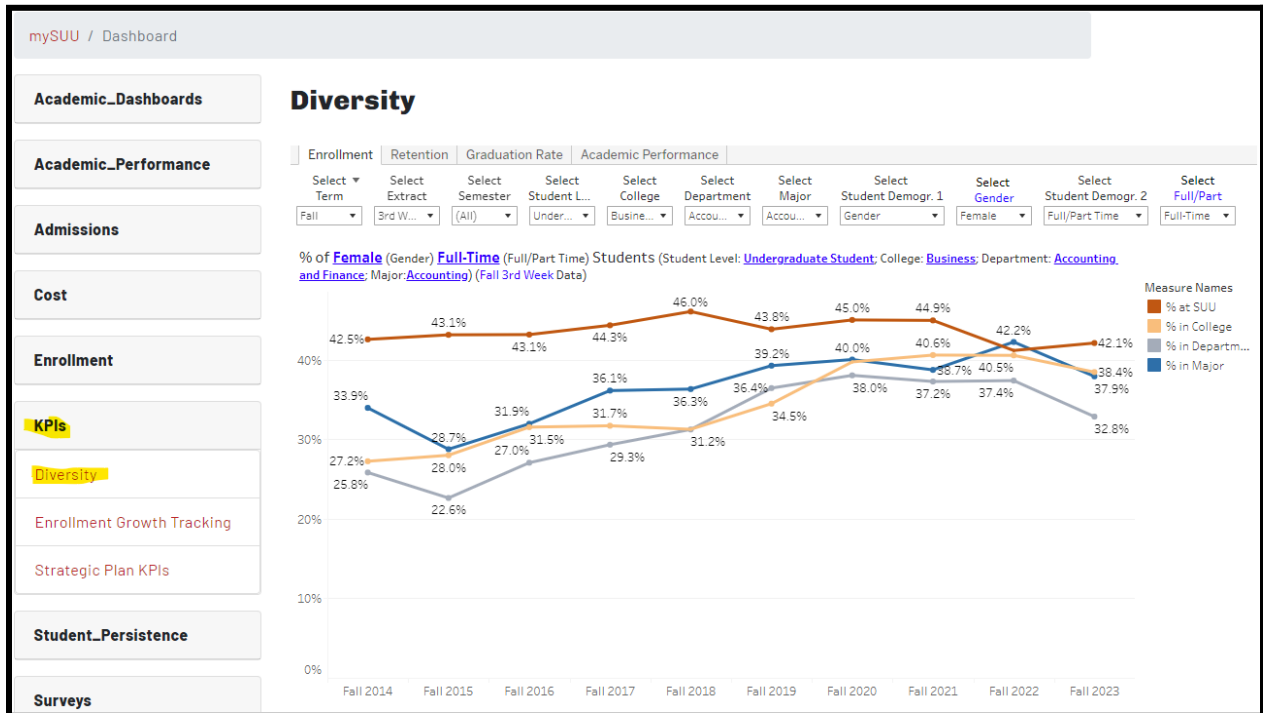 mySUU / Dashboard
Academic_Dashboards
Academic_Performance
Admissions
Cost
Enrollment
KPIs
Diversity
Enrollment Growth Tracking
Strategic Plan KPIs
Student_Persistence
Surveys
Diversity
Enrollment Retention Graduation Rate Academic Performance
Select Term Select Extract Select Semester Select Student L... Select College Select Department Select Major Select Student Demogr. 1 Select Gender Select Student Demogr. 2 Select Full/Part
Fall 3rd W... (All) Under... Busine... Accou... Accou... Gender Female Full/Part Time Full-Time
% of Female (Gender) Full-Time (Full/Part Time) Students (Student Level: Undergraduate Student; College: Business; Department: Accounting
and Finance; Major:Accounting) (Fall 3rd Week Data)
Measure Names
% at SUU
% in College
% in Departm...
% in Major
42.5% 43.1% 43.1% 44.3% 46.0% 43.8% 45.0% 44.9% 42.1%
33.9% 28.7% 31.9% 36.1% 36.3% 39.2% 40.0% 38.7% 42.2% 37.9%
27.2% 28.0% 31.5% 31.7% 31.2% 34.5% 40.6% 40.5% 38.4%
25.8% 22.6% 27.0% 29.3% 36.4% 38.0% 37.2% 37.4% 32.8%
40%
30%
20%
10%
0%
Fall 2014 Fall 2015 Fall 2016 Fall 2017 Fall 2018 Fall 2019 Fall 2020 Fall 2021 Fall 2022 Fall 2023